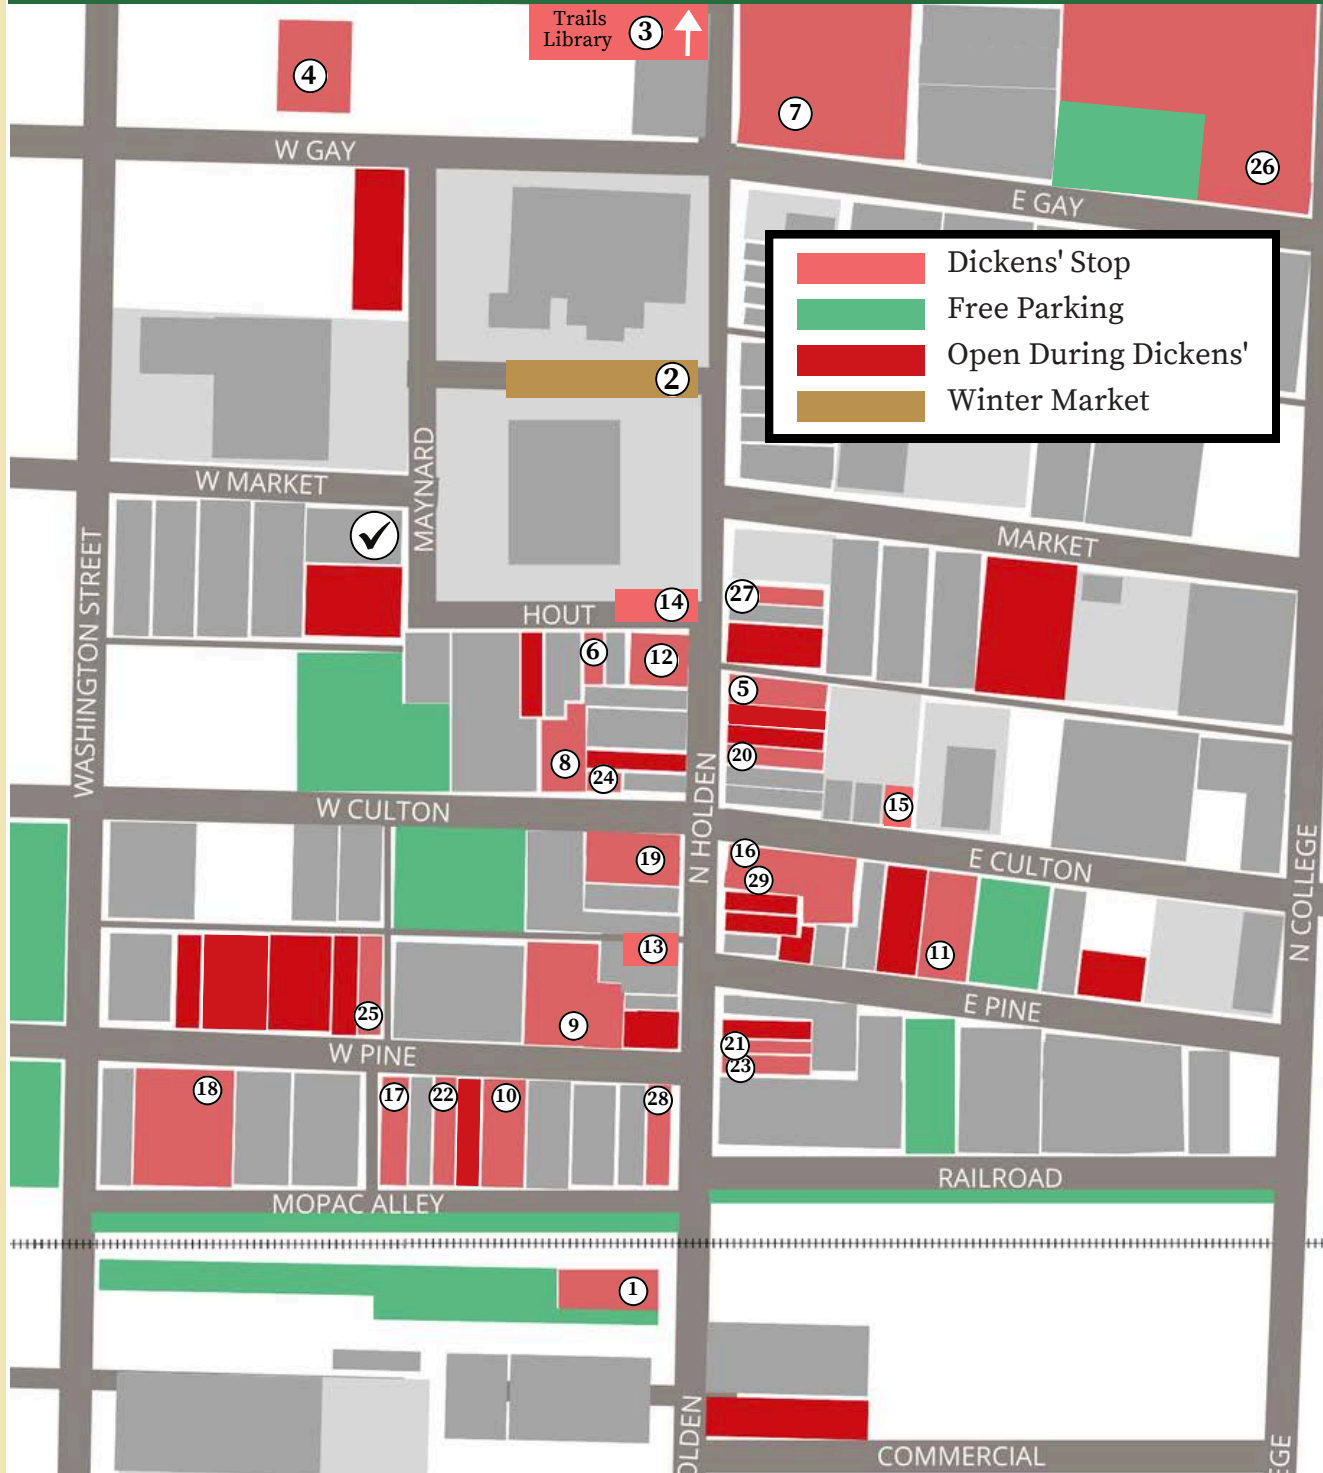 Trails
Library
3
4
7
26
W GAY
E GAY
Dickens' Stop
Free Parking
Open During Dickens'
Winter Market
2
MAYNARD
W MARKET
MARKET
WASHINGTON STREET
HOUT
14
27
6
12
5
8
24
20
15
W CULTON
N HOLDEN
E CULTON
N COLLEGE
19
16
29
13
11
25
9
E PINE
W PINE
21
23
18
17
22
10
28
RAILROAD
MOPAC ALLEY
1
OLDEN
COMMERCIAL
EGE